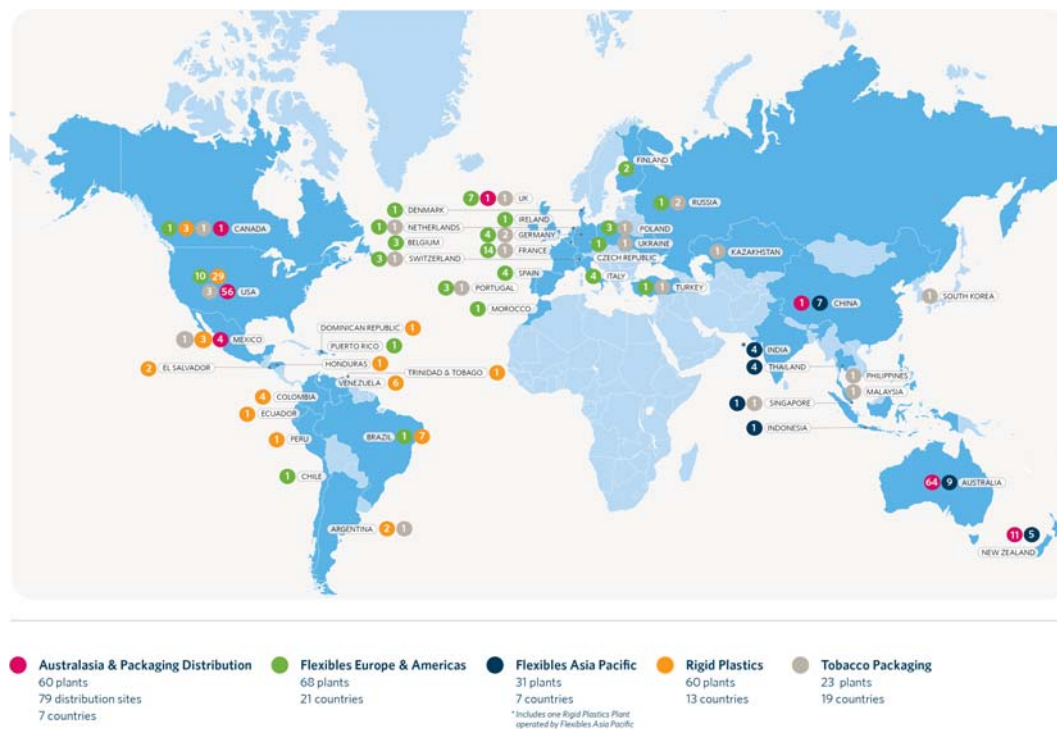 2 FINLAND
7 1 1 UK
1 DENMARK
1 2 RUSSIA
1 IRELAND
1 3 1 1 CANADA
1 1 NETHERLANDS
3 1 POLAND
4 2 GERMANY
3 BELGIUM
1 1 UKRAINE
14 1 FRANCE
1 KAZAKHSTAN
3 1 SWITZERLAND
CZECH REPUBLIC
10 29
4 SPAIN
4 ITALY
3 56 USA
3 1 PORTUGAL
1 1 TURKEY
1 SOUTH KOREA
1 7 CHINA
1 MOROCCO
DOMINICAN REPUBLIC 1
1 3 4 MEXICO
PUERTO RICO 1
* 4 INDIA
2 EL SALVADOR
HONDURAS 1
4 THAILAND
TRINIDAD & TOBAGO 1
1 PHILIPPINES
VENEZUELA 6
1 MALAYSIA
4 COLOMBIA
1 1 SINGAPORE
1 ECUADOR
1 INDONESIA
1 PERU
BRAZIL 1 7
1 CHILE
64 9 AUSTRALIA
ARGENTINA 2 1
11 5
NEW ZEALAND
Australasia & Packaging Distribution
60 plants
79 distribution sites
7 countries
Flexibles Europe & Americas
68 plants
21 countries
Flexibles Asia Pacific
31 plants
7 countries
* Includes one Rigid Plastics Plant
operated by Flexibles Asia Pacific
Rigid Plastics
60 plants
13 countries
Tobacco Packaging
23 plants
19 countries